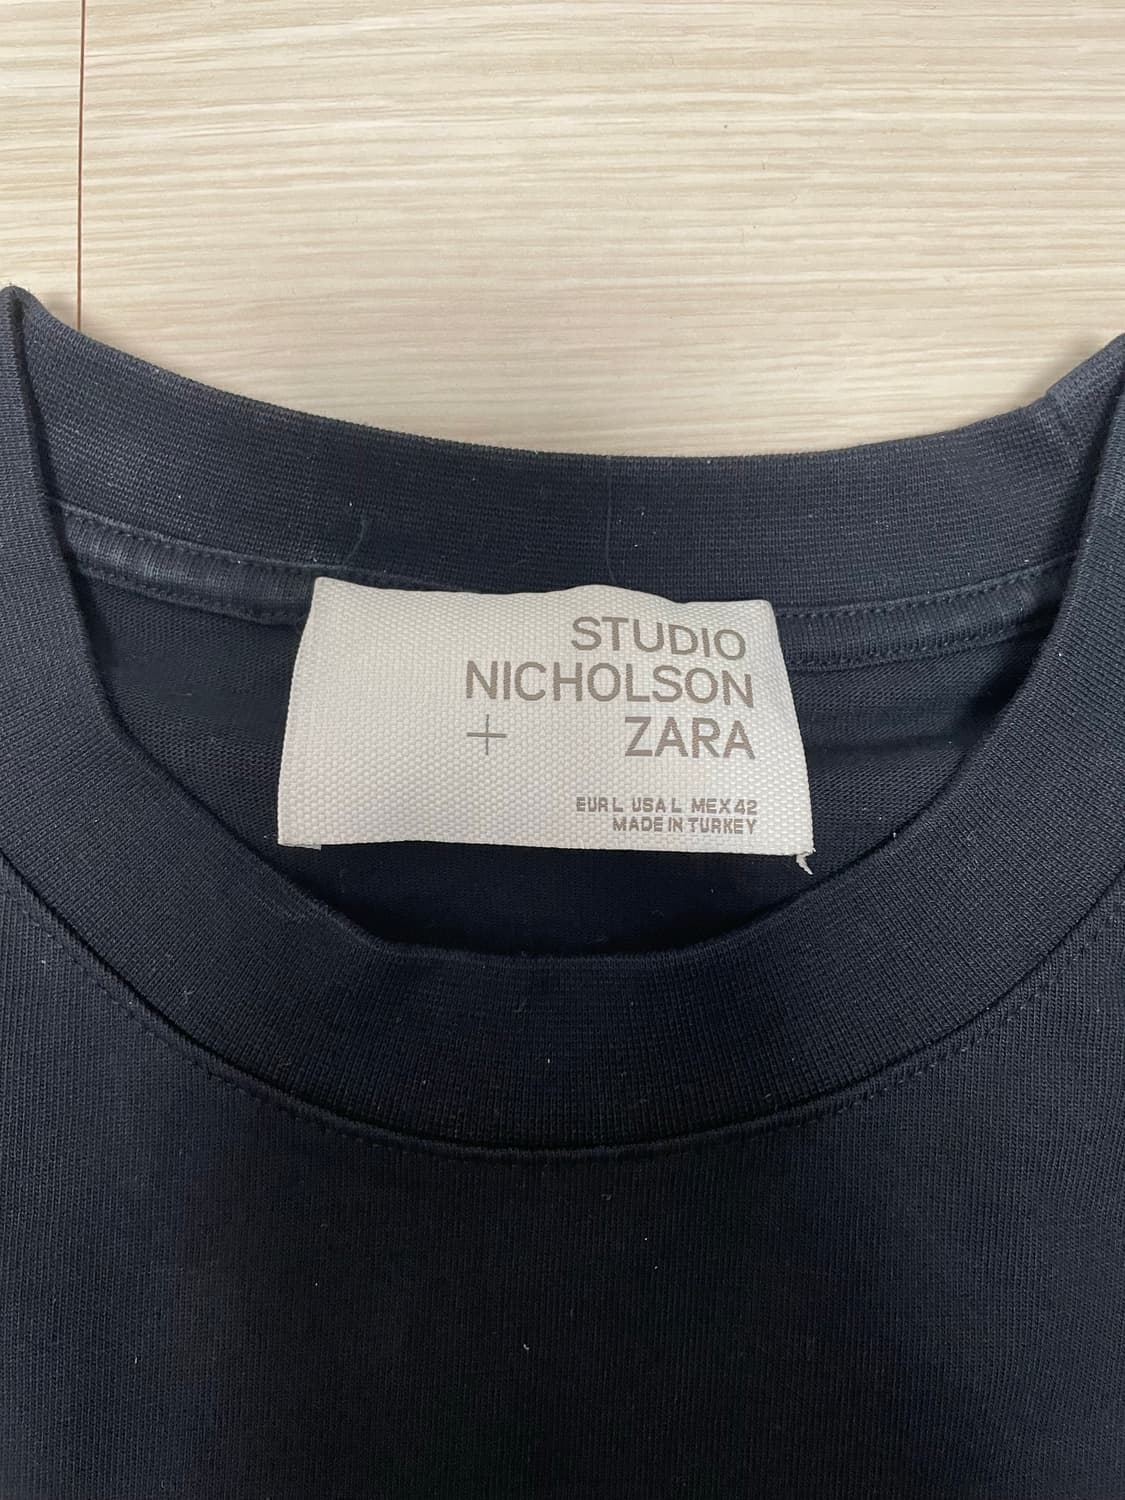 STUDIO
NICHOLSON
+ ZARA
EUR L USA L MEX 42
MADE IN TURKEY